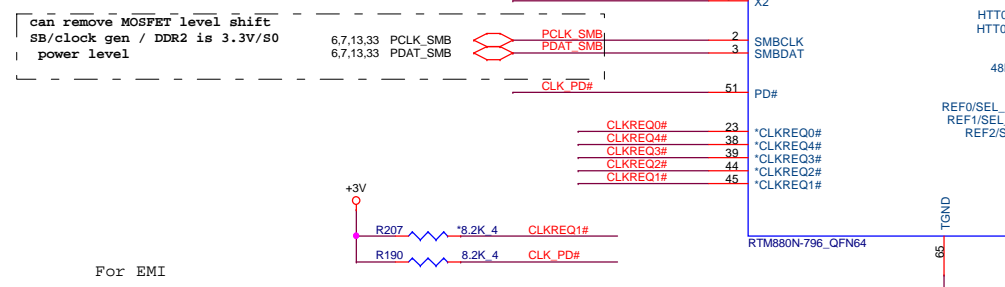 X2
HTT0
HTT0
can remove MOSFET level shift
SB/clock gen / DDR2 is 3.3V/S0
power level
6,7,13,33 PCLK_SMB
6,7,13,33 PDAT_SMB
PCLK_SMB 2 SMBCLK
PDAT_SMB 3 SMBDAT
48
CLK_PD# 51 PD#
REF0/SEL_
REF1/SEL_
REF2/S
CLKREQ0# 23 *CLKREQ0#
CLKREQ4# 38 *CLKREQ4#
CLKREQ3# 39 *CLKREQ3#
CLKREQ2# 44 *CLKREQ2#
CLKREQ1# 45 *CLKREQ1#
+3V
R207 *8.2K_4 CLKREQ1#
R190 8.2K_4 CLK_PD#
TGND
RTM880N-796_QFN64
65
For EMI